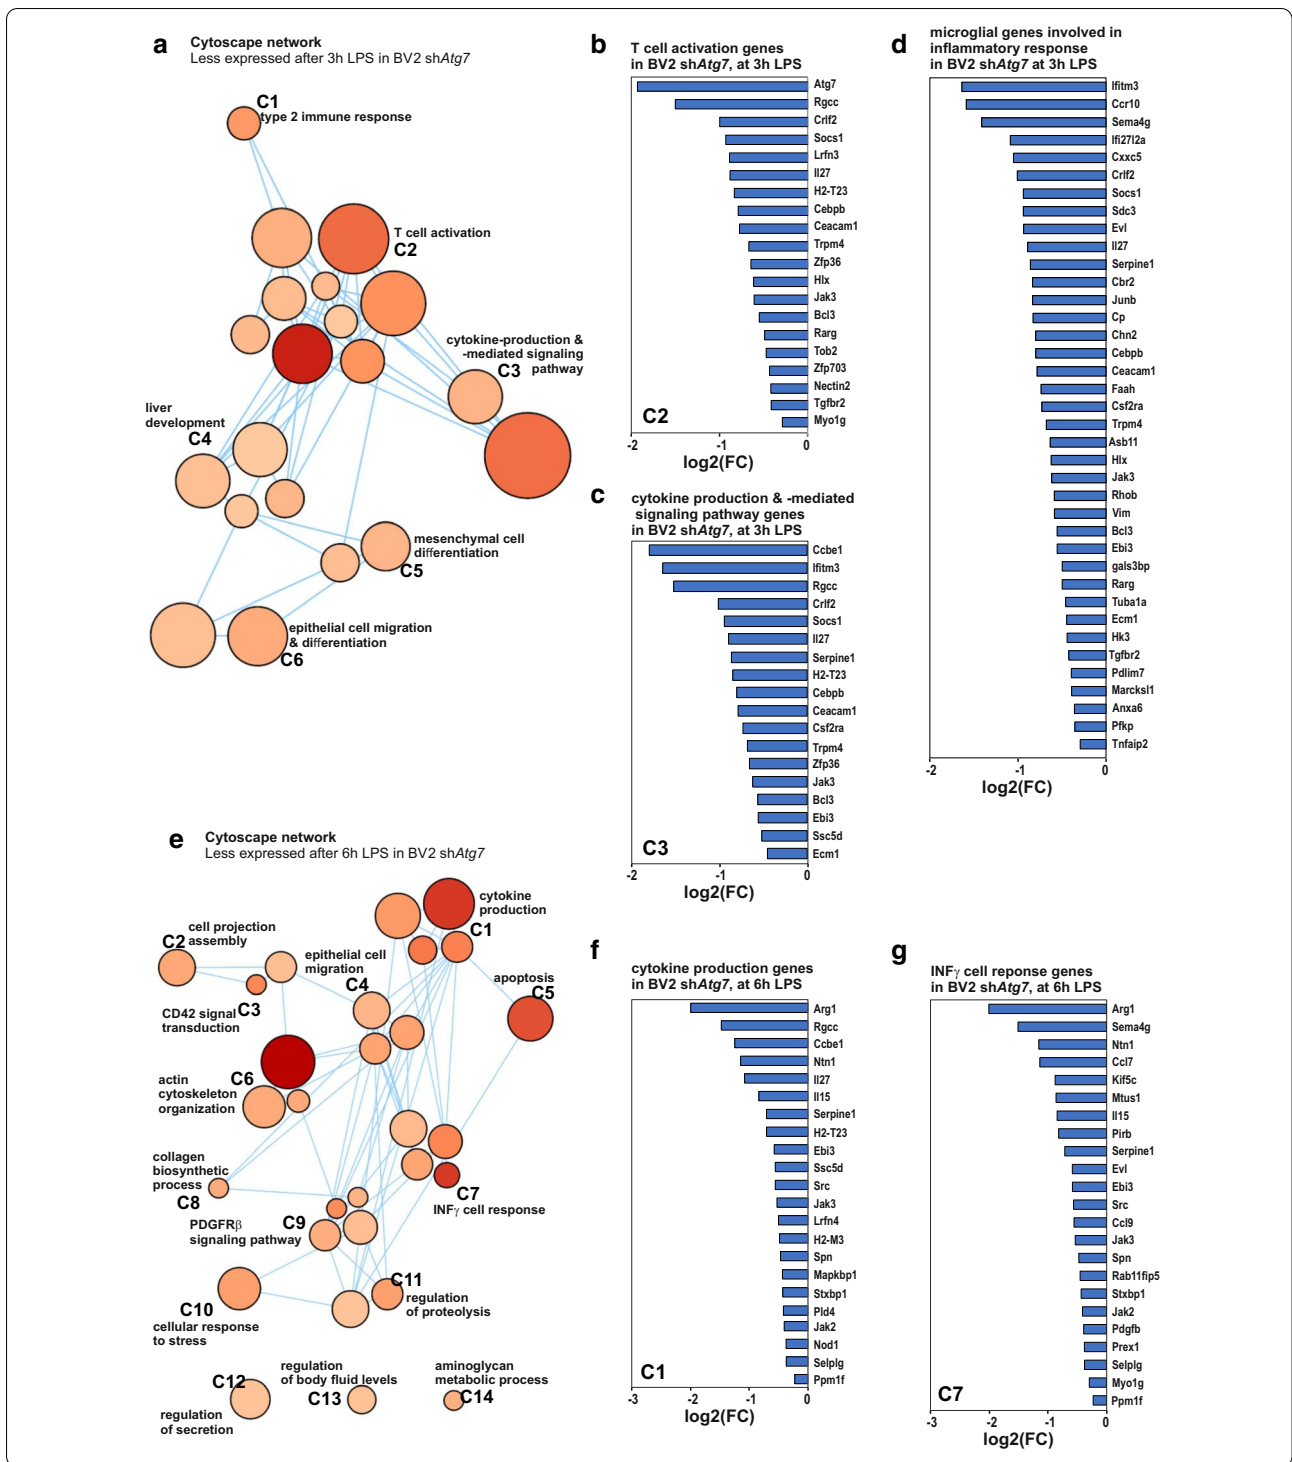 a
Cytoscape network
Less expressed after 3h LPS in BV2 shAtg7
C1
type 2 immune response
T cell activation
C2
cytokine-production &
-mediated signaling
pathway
C3
liver
development
C4
mesenchymal cell
differentiation
C5
epithelial cell migration
& differentiation
C6
b
T cell activation genes
in BV2 shAtg7, at 3h LPS
Atg7
Rgcc
Crlf2
Socs1
Lrfn3
Il27
H2-T23
Cebpb
Ceacam1
Trpm4
Zfp36
Hlx
Jak3
Bcl3
Rarg
Tob2
Zfp703
Nectin2
Tgfbr2
Myo1g
C2
-2
-1
0
log2(FC)
c
cytokine production & -mediated
signaling pathway genes
in BV2 shAtg7, at 3h LPS
Ccbe1
Ifitm3
Rgcc
Crlf2
Socs1
Il27
Serpine1
H2-T23
Cebpb
Ceacam1
Csf2ra
Trpm4
Zfp36
Jak3
Bcl3
Ebi3
Ssc5d
Ecm1
C3
-2
-1
0
log2(FC)
d
microglial genes involved in
inflammatory response
in BV2 shAtg7 at 3h LPS
Ifitm3
Ccr10
Sema4g
Ifi27l2a
Cxxc5
Crlf2
Socs1
Sdc3
Evl
Il27
Serpine1
Cbr2
Junb
Cp
Chn2
Cebpb
Ceacam1
Faah
Csf2ra
Trpm4
Asb11
Hlx
Jak3
Rhob
Vim
Bcl3
Ebi3
gals3bp
Rarg
Tuba1a
Ecm1
Hk3
Tgfbr2
Pdlim7
Marcksl1
Anxa6
Pfkp
Tnfaip2
-2
-1
0
log2(FC)
e
Cytoscape network
Less expressed after 6h LPS in BV2 shAtg7
cytokine
production
C1
cell projection
C2
assembly
epithelial cell
migration
C4
apoptosis
C5
C3
CD42 signal
transduction
C6
actin
cytoskeleton
organization
collagen
biosynthetic
process
C8
C7
INFγ cell response
PDGFRβ
signaling pathway
C9
C10
cellular response
to stress
C11
regulation
of proteolysis
C12
regulation
of secretion
regulation
of body fluid levels
C13
aminoglycan
metabolic process
C14
f
cytokine production genes
in BV2 shAtg7, at 6h LPS
Arg1
Rgcc
Ccbe1
Ntn1
Il27
Il15
Serpine1
H2-T23
Ebi3
Ssc5d
Src
Jak3
Lrfn4
H2-M3
Spn
Mapkbp1
Stxbp1
Pld4
Jak2
Nod1
Selplg
Ppm1f
C1
-3
-2
-1
0
log2(FC)
g
INFγ cell reponse genes
in BV2 shAtg7, at 6h LPS
Arg1
Sema4g
Ntn1
Ccl7
Kif5c
Mtus1
Il15
Pirb
Serpine1
Evl
Ebi3
Src
Ccl9
Jak3
Spn
Rab11fip5
Stxbp1
Jak2
Pdgfb
Prex1
Selplg
Myo1g
Ppm1f
C7
-3
-2
-1
0
log2(FC)